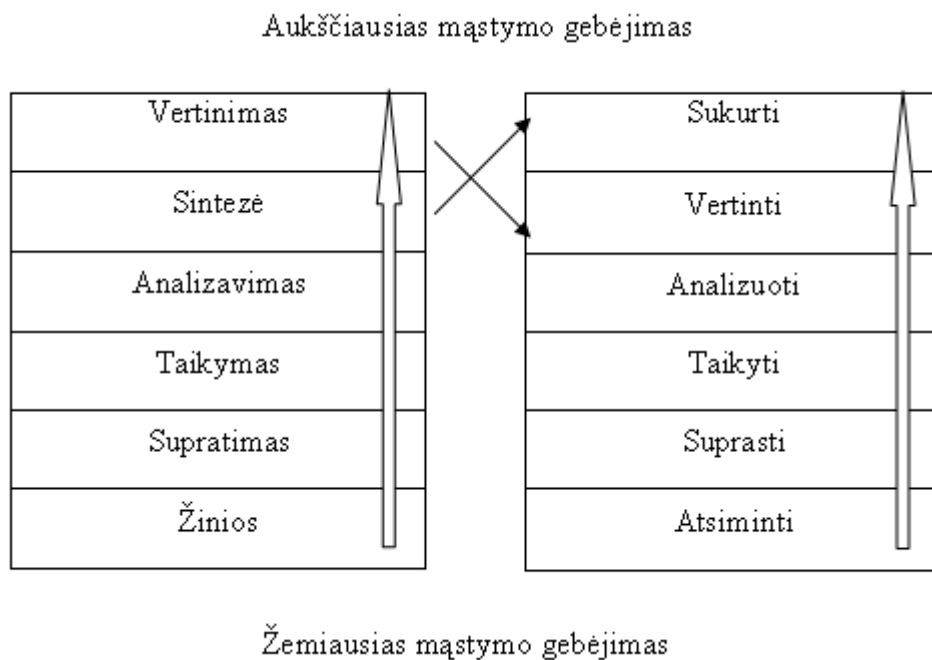 Aukščiausias mąstymo gebėjimas
Vertinimas
Sintezė
Analizavimas
Taikymas
Supratimas
Žinios
Sukurti
Vertinti
Analizuoti
Taikyti
Suprasti
Atsiminti
Žemiausias mąstymo gebėjimas